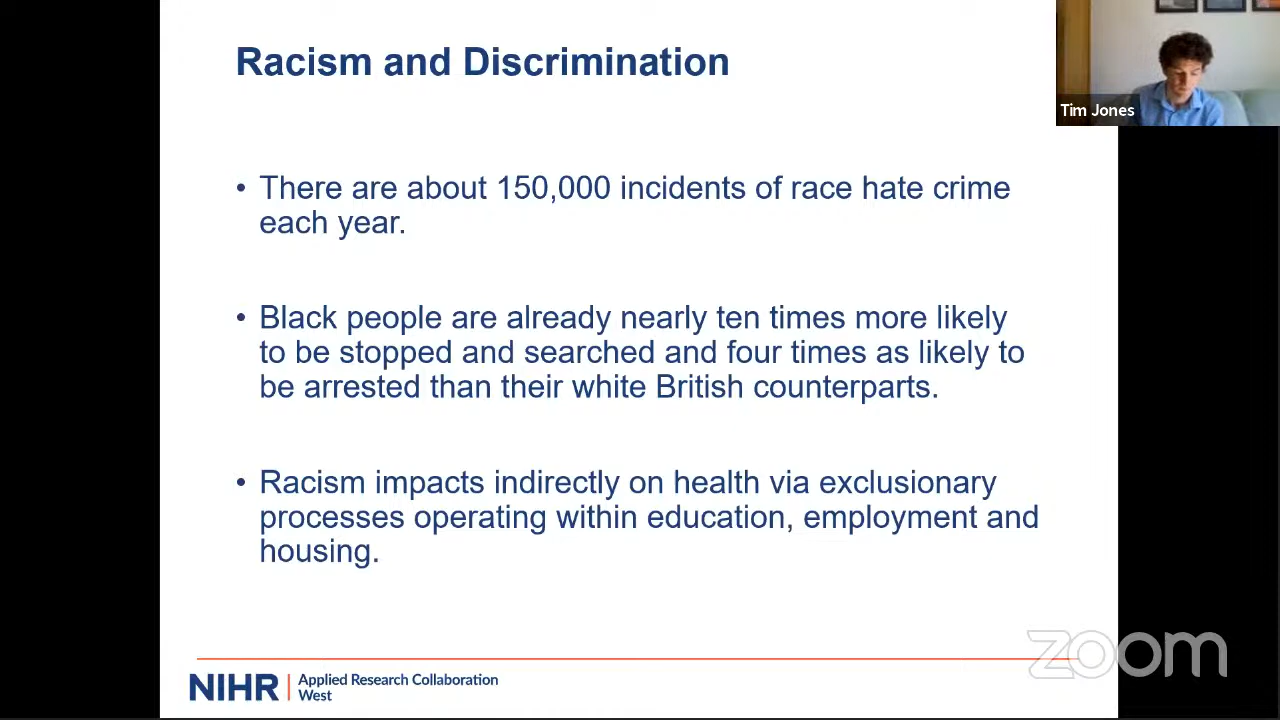 Racism and Discrimination
Tim Jones
• There are about 150,000 incidents of race hate crime
each year.
• Black people are already nearly ten times more likely
to be stopped and searched and four times as likely to
be arrested than their white British counterparts.
• Racism impacts indirectly on health via exclusionary
processes operating within education, employment and
housing.
zoom
NIHR | Applied Research Collaboration
West